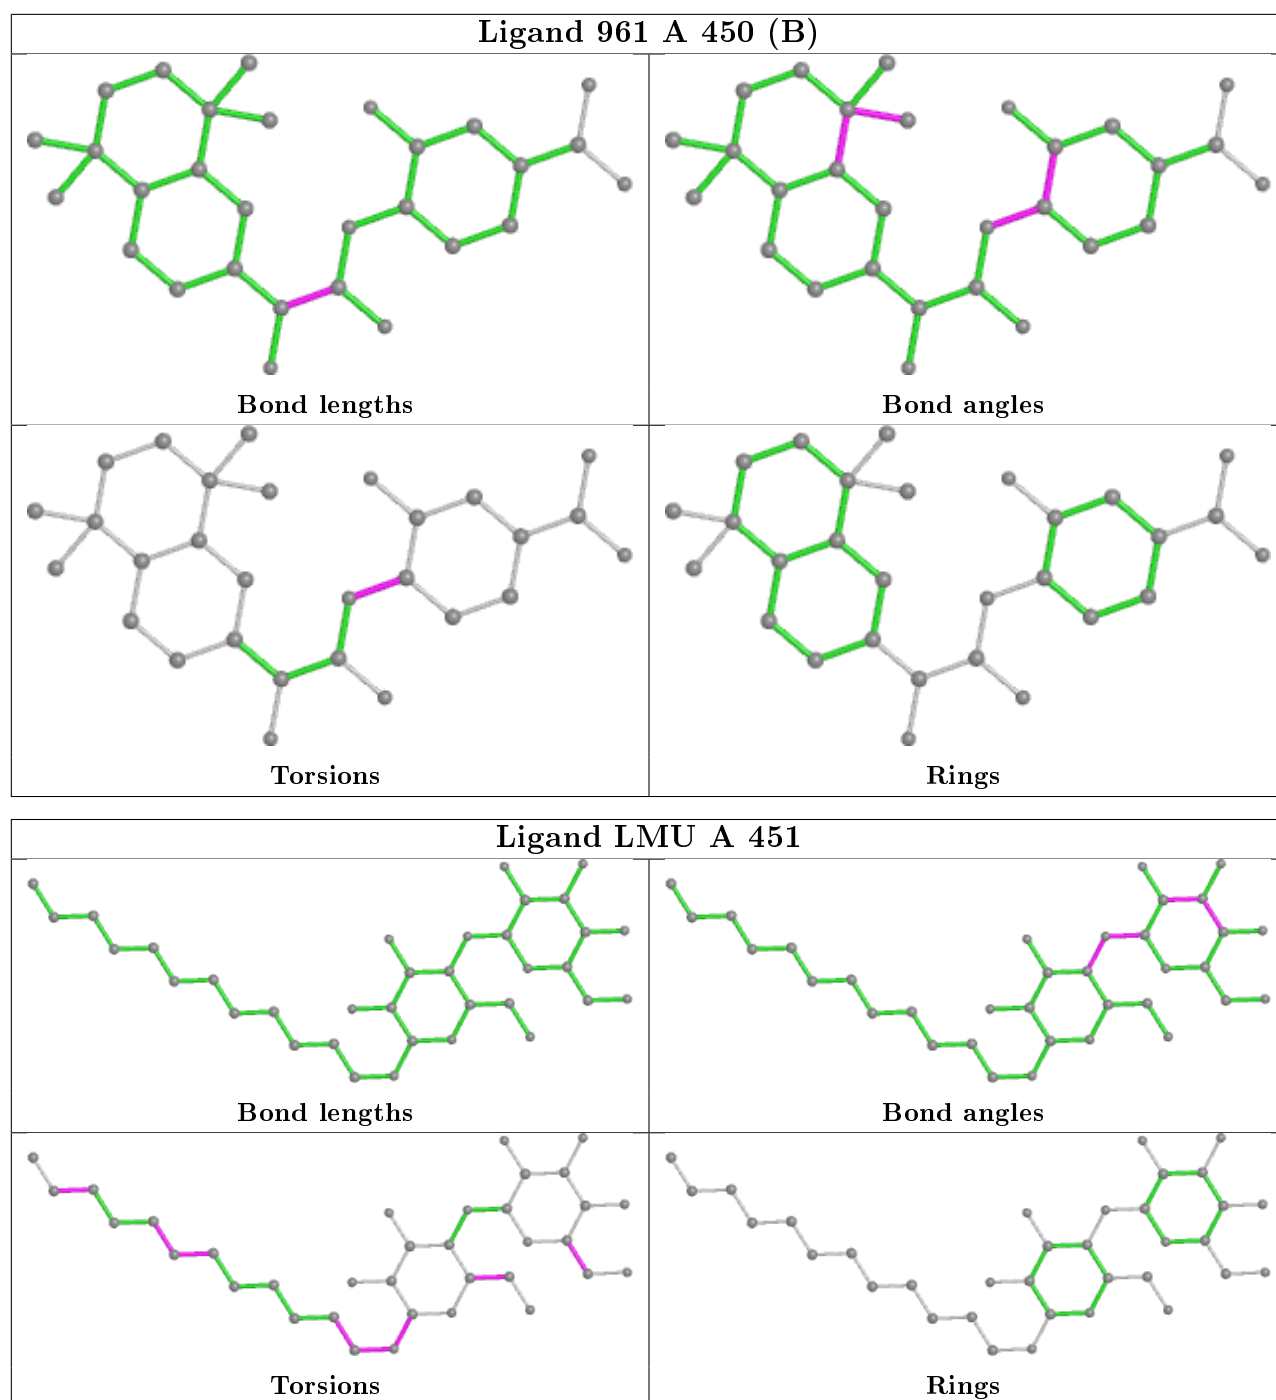 Ligand 961 A 450 (B)
Bond lengths
Bond angles
Torsions
Rings
Ligand LMU A 451
Bond lengths
Bond angles
Torsions
Rings